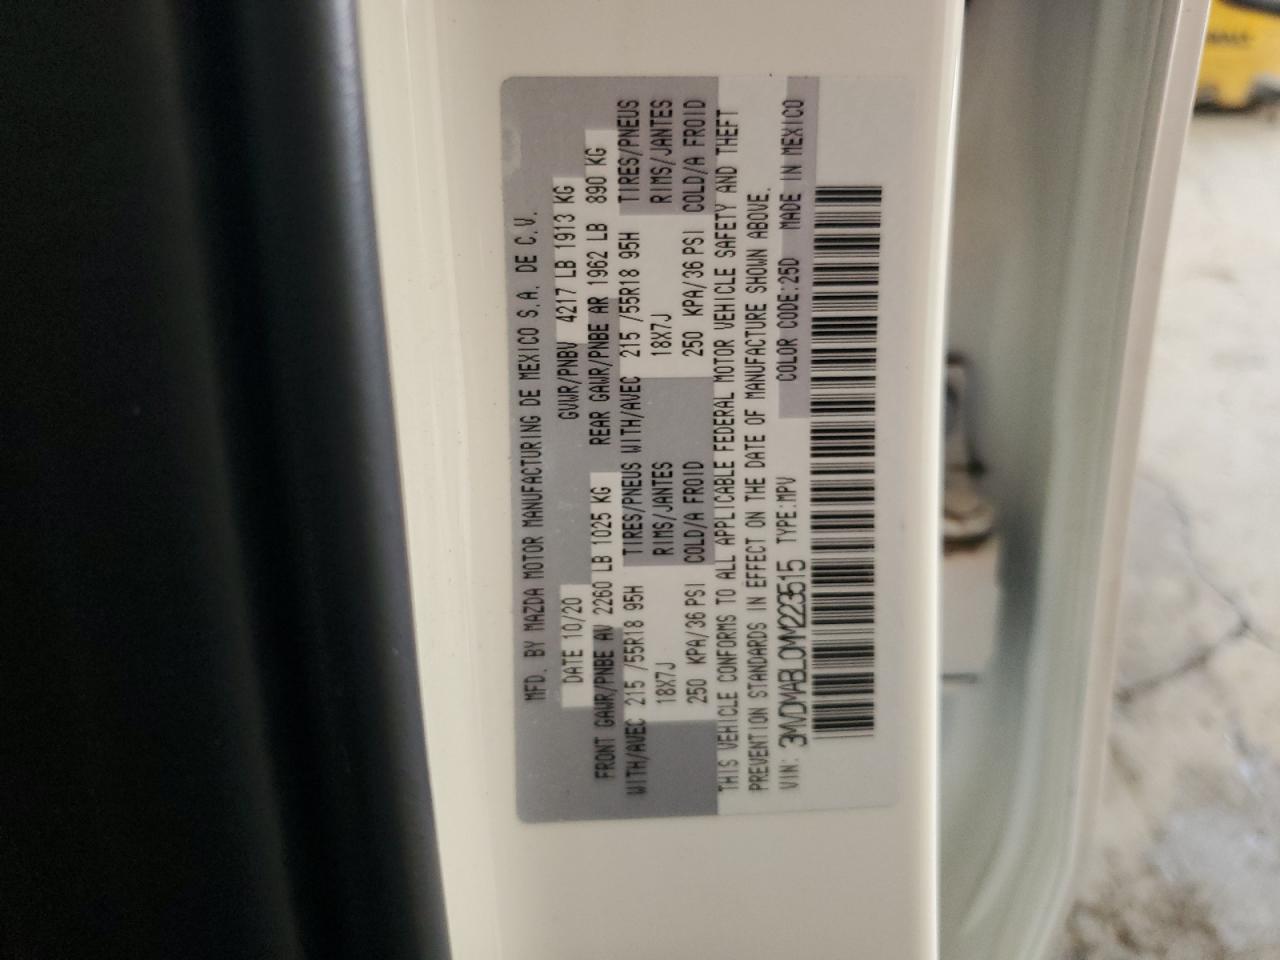 MFD. BY MAZDA MOTOR MANUFACTURING DE MEXICO S.A. DE C.V.
DATE 10/20 GVWR/PNBV 4217 LB 1913 KG
FRONT GAWR/PNBE AV 2260 LB 1025 KG REAR GAWR/PNBE AR 1962 LB 890 KG
WITH/AVEC 215 /55R18 95H TIRES/PNEUS WITH/AVEC 215 /55R18 95H TIRES/PNEUS
18X7J RIMS/JANTES 18X7J RIMS/JANTES
250 KPA/36 PSI COLD/A FROID 250 KPA/36 PSI COLD/A FROID
THIS VEHICLE CONFORMS TO ALL APPLICABLE FEDERAL MOTOR VEHICLE SAFETY AND THEFT
PREVENTION STANDARDS IN EFFECT ON THE DATE OF MANUFACTURE SHOWN ABOVE.
VIN: 3MVDMABL0MM223515 TYPE:MPV COLOR CODE:25D MADE IN MEXICO